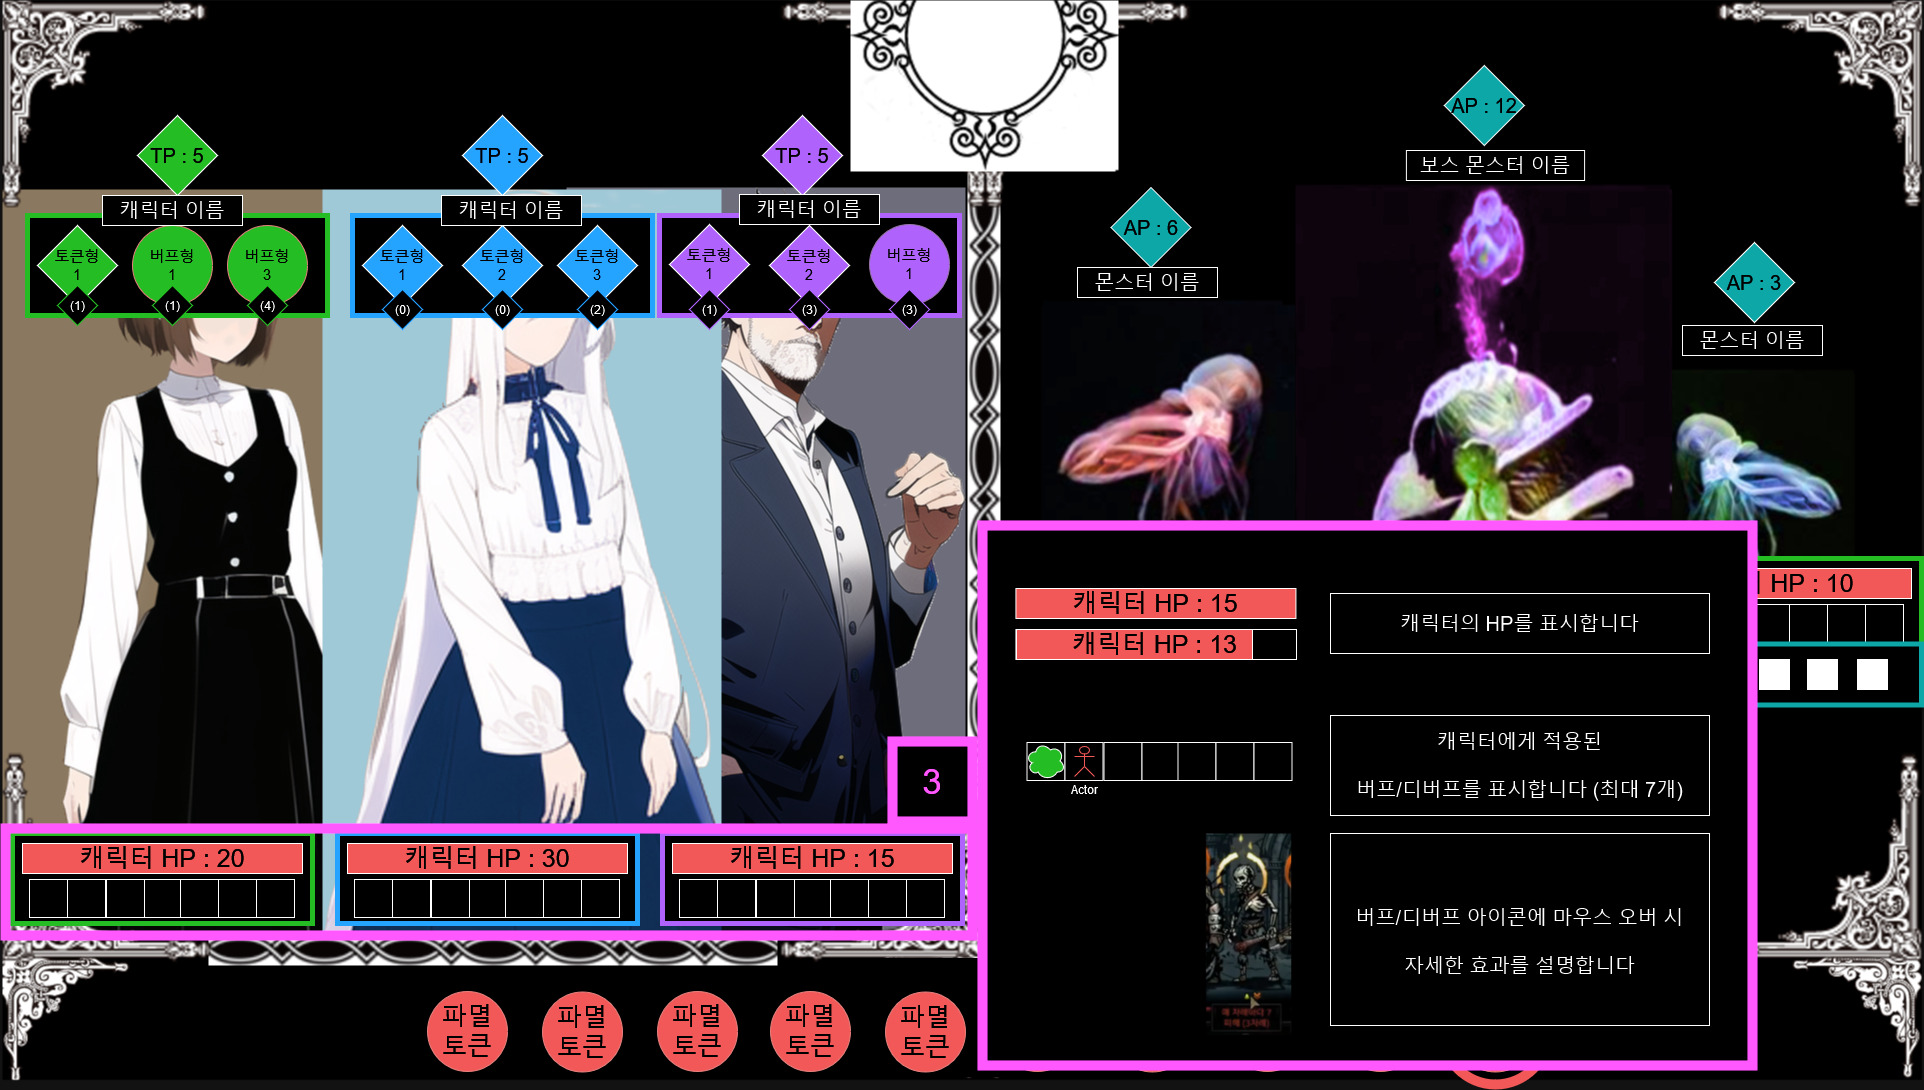 TP : 5
캐릭터 이름
토큰형
1
(1)
버프형
1
(1)
버프형
3
(4)
TP : 5
캐릭터 이름
토큰형
1
(0)
토큰형
2
(0)
토큰형
3
(2)
TP : 5
캐릭터 이름
토큰형
1
(1)
토큰형
2
(3)
버프형
1
(3)
AP : 6
몬스터 이름
AP : 12
보스 몬스터 이름
AP : 3
몬스터 이름
HP : 10
3
캐릭터 HP : 20
캐릭터 HP : 30
캐릭터 HP : 15
캐릭터 HP : 15
캐릭터 HP : 13
캐릭터의 HP를 표시합니다
Actor
캐릭터에게 적용된
버프/디버프를 표시합니다 (최대 7개)
버프/디버프 아이콘에 마우스 오버 시
자세한 효과를 설명합니다
파멸
토큰
파멸
토큰
파멸
토큰
파멸
토큰
파멸
토큰